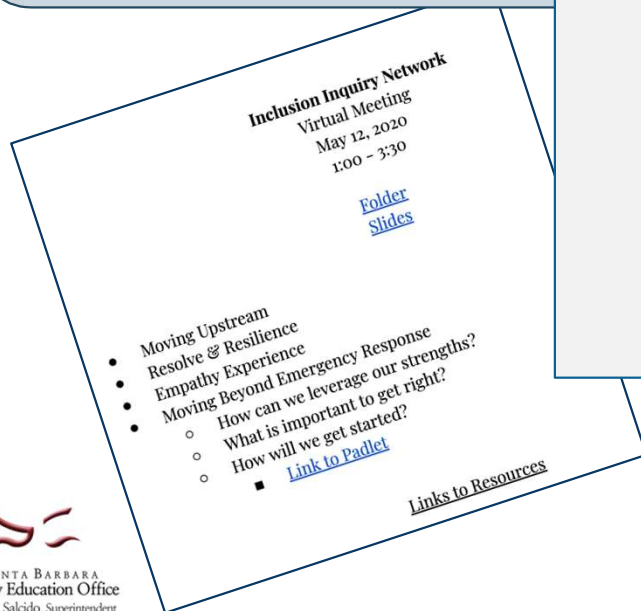 Inclusion Inquiry Network
Virtual Meeting
May 12, 2020
1:00 – 3:30
Folder
Slides
● Moving Upstream
● Resolve & Resilience
● Empathy Experience
● Moving Beyond Emergency Response
○ How can we leverage our strengths?
○ What is important to get right?
○ How will we get started?
■ Link to Padlet
Links to Resources
NTA BARBARA
Education Office
Salcido, Superintendent